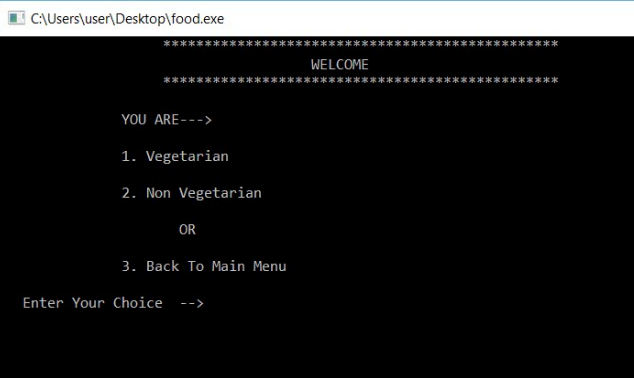 C:\Users\user\Desktop\food.exe
************************************************
WELCOME
************************************************
YOU ARE--->
1. Vegetarian
2. Non Vegetarian
OR
3. Back To Main Menu
Enter Your Choice  -->